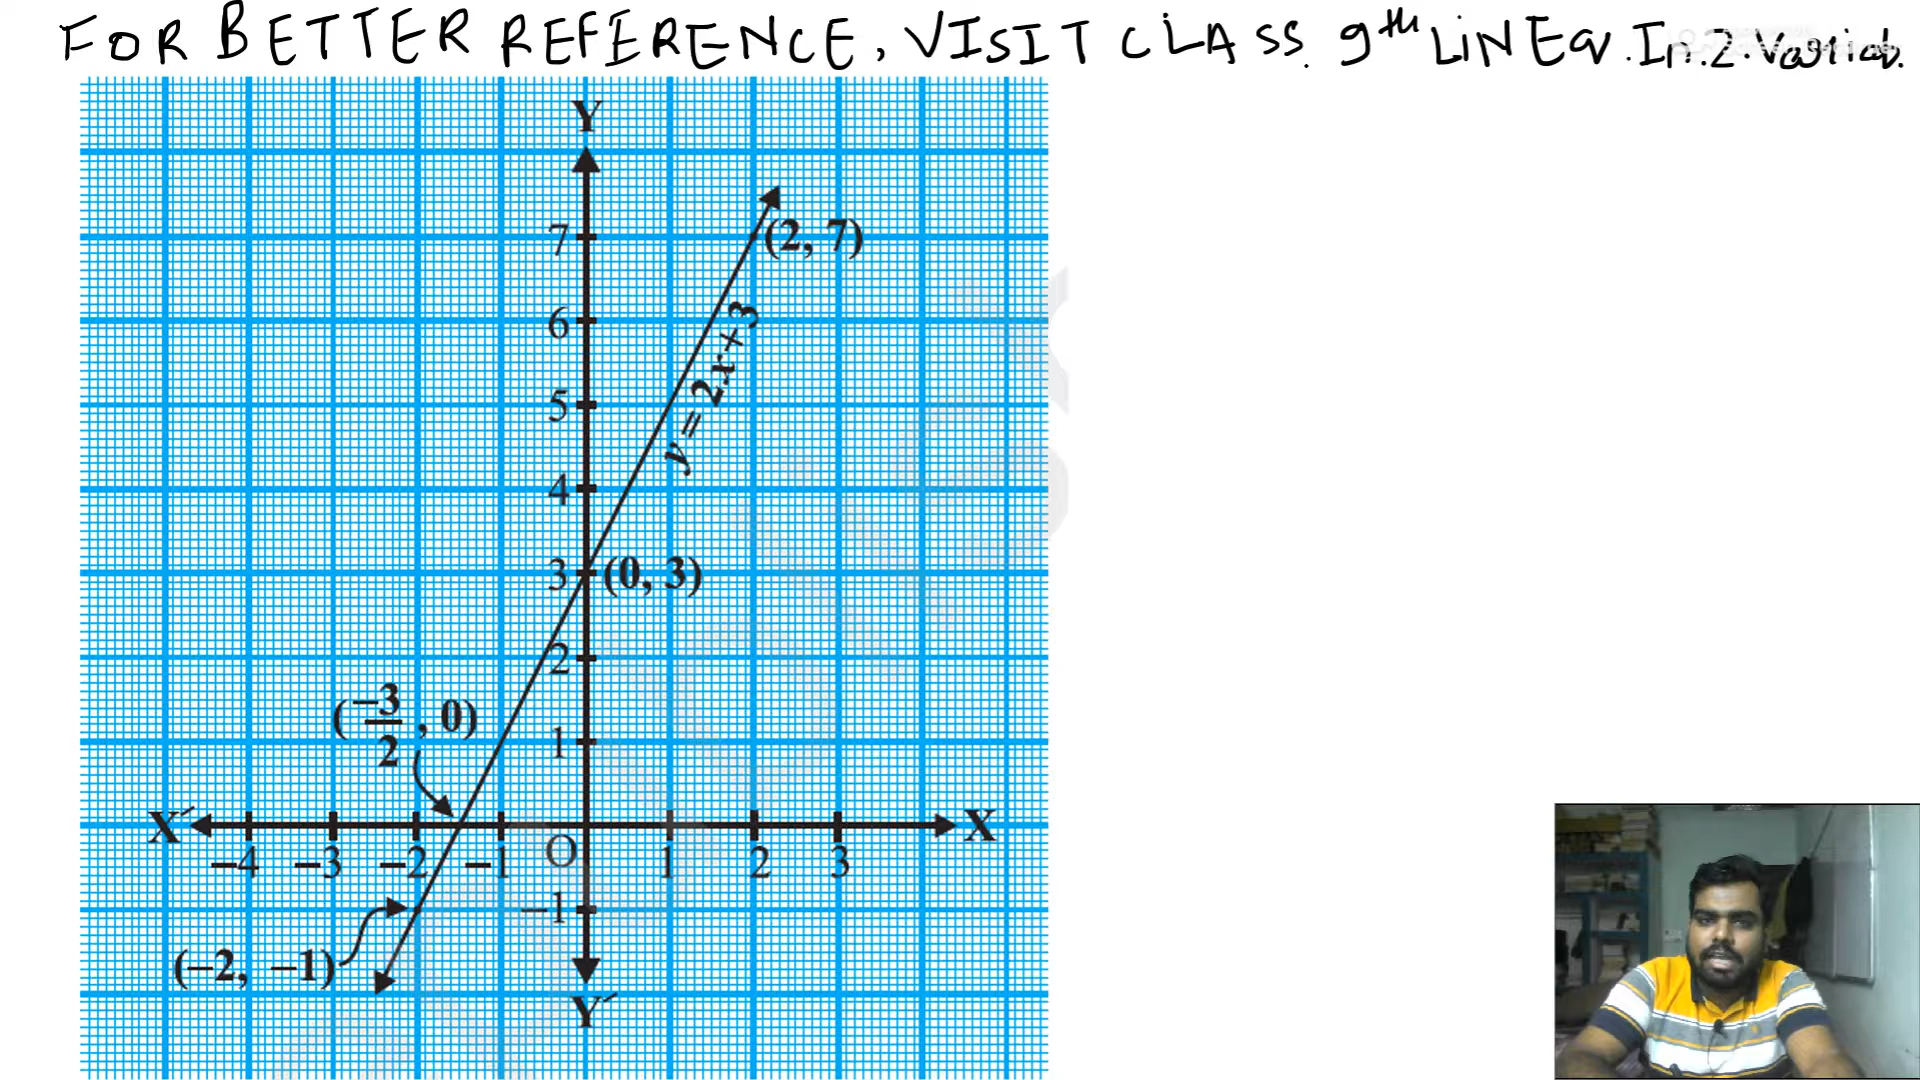 FOR BETTER REFERENCE, VISIT CLASS 9th LiN Eq. In. 2. Variab.
Y
7
(2, 7)
6
y = 2x+3
5
4
3
(0, 3)
2
(−3/2, 0)
1
X′
X
−4
−3
−2
−1
O
1
2
3
−1
(−2, −1)
Y′